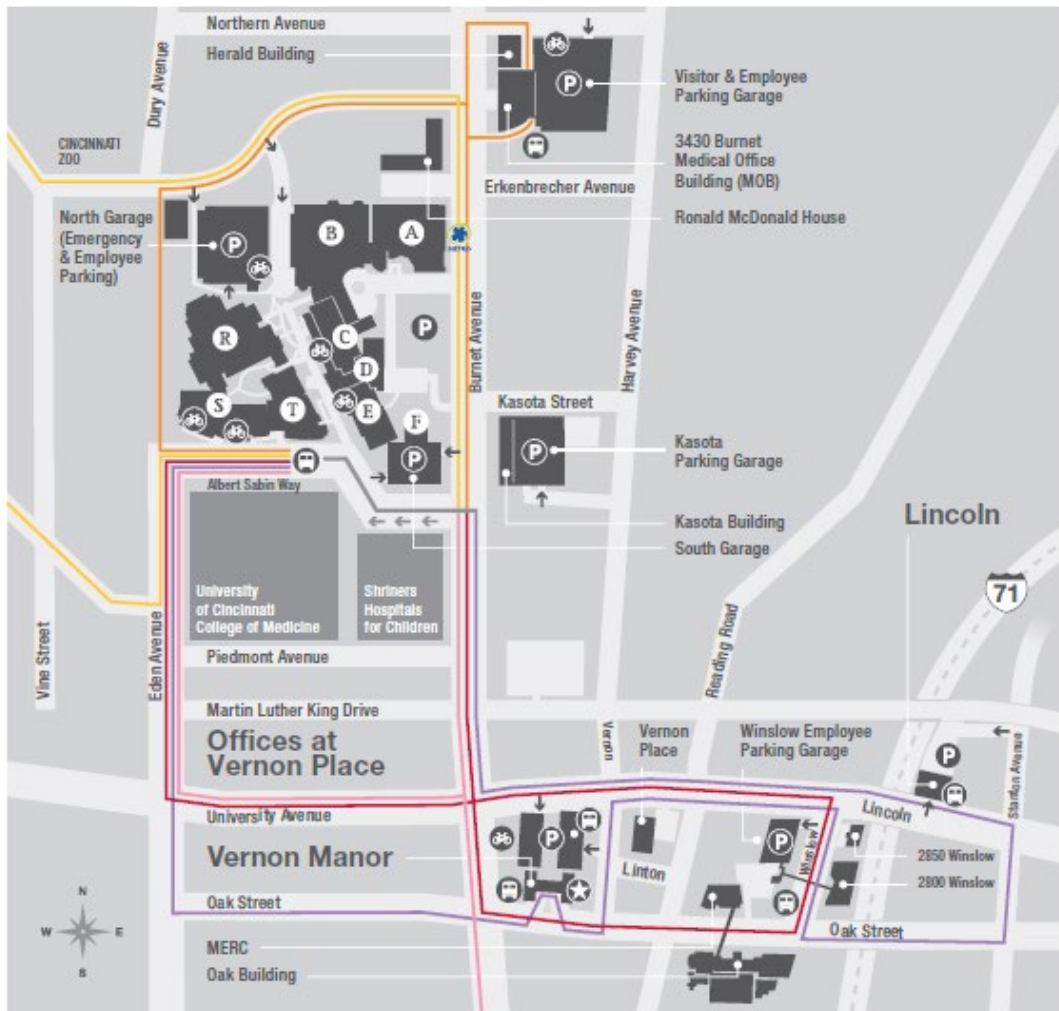 Northern Avenue
Herald Building
Dury Avenue
P
Visitor & Employee
Parking Garage
CINCINNATI
ZOO
3430 Burnet
Medical Office
Building (MOB)
Erkenbrecher Avenue
Ronald McDonald House
North Garage
(Emergency
& Employee
Parking)
P
B
A
METRO
R
C
P
D
Burnet Avenue
Harvey Avenue
S
T
E
F
Kasota Street
P
P
Kasota
Parking Garage
Albert Sabin Way
Kasota Building
South Garage
Lincoln
71
University
of Cincinnati
College of Medicine
Shriners
Hospitals
for Children
Vine Street
Eden Avenue
Piedmont Avenue
Reading Road
Martin Luther King Drive
Vernon
Vernon
Place
Winslow Employee
Parking Garage
Offices at
Vernon Place
P
Stanton Avenue
University Avenue
Lincoln
Vernon Manor
P
P
Winslow
Linton
2850 Winslow
2800 Winslow
Oak Street
Oak Street
N
W
E
S
MERC
Oak Building